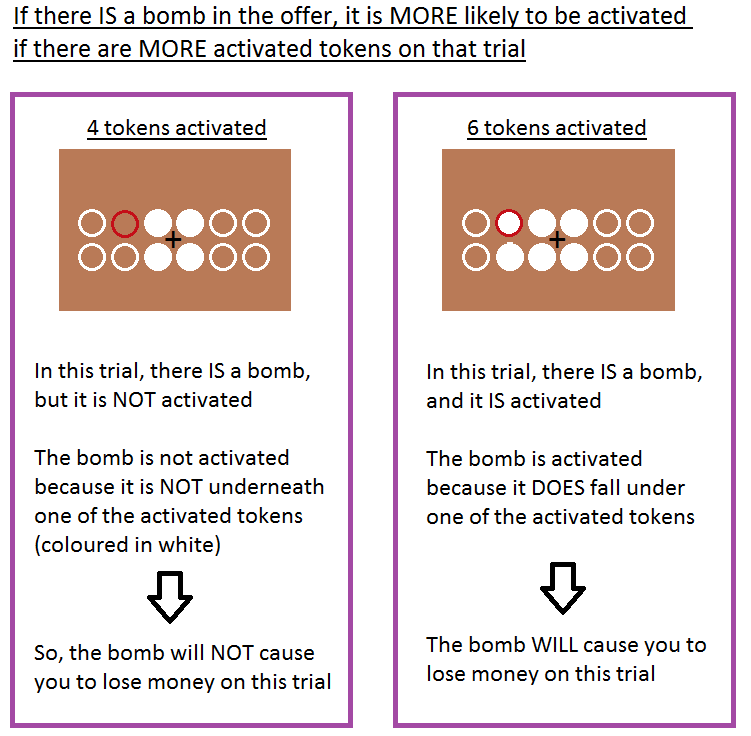 If there IS a bomb in the offer, it is MORE likely to be activated
if there are MORE activated tokens on that trial
4 tokens activated
In this trial, there IS a bomb,
but it is NOT activated
The bomb is not activated
because it is NOT underneath
one of the activated tokens
(coloured in white)
So, the bomb will NOT cause
you to lose money on this trial
6 tokens activated
In this trial, there IS a bomb,
and it IS activated
The bomb is activated
because it DOES fall under
one of the activated tokens
The bomb WILL cause you to
lose money on this trial